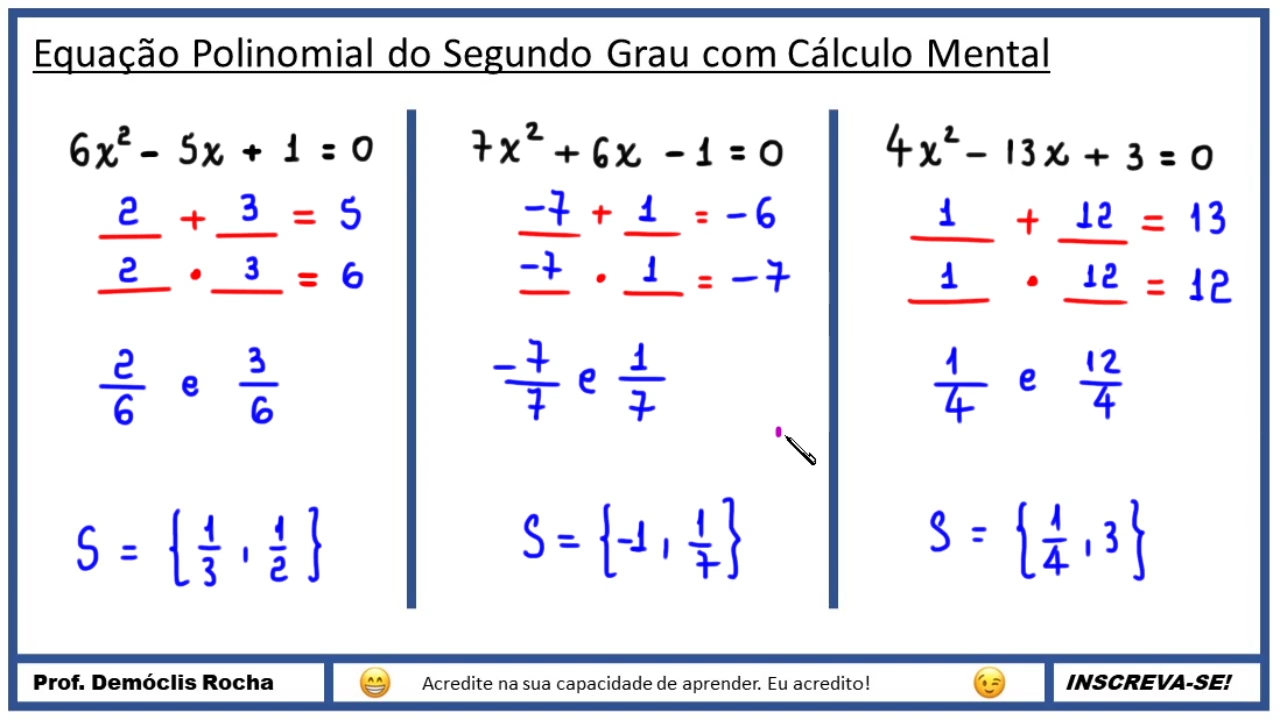 Equação Polinomial do Segundo Grau com Cálculo Mental
6x² - 5x + 1 = 0
2 + 3 = 5
2 · 3 = 6
2/6 e 3/6
S = {1/3, 1/2}
7x² + 6x - 1 = 0
-7 + 1 = -6
-7 · 1 = -7
-7/7 e 1/7
S = {-1, 1/7}
4x² - 13x + 3 = 0
1 + 12 = 13
1 · 12 = 12
1/4 e 12/4
S = {1/4, 3}
Prof. Demóclis Rocha
Acredite na sua capacidade de aprender. Eu acredito!
INSCREVA-SE!